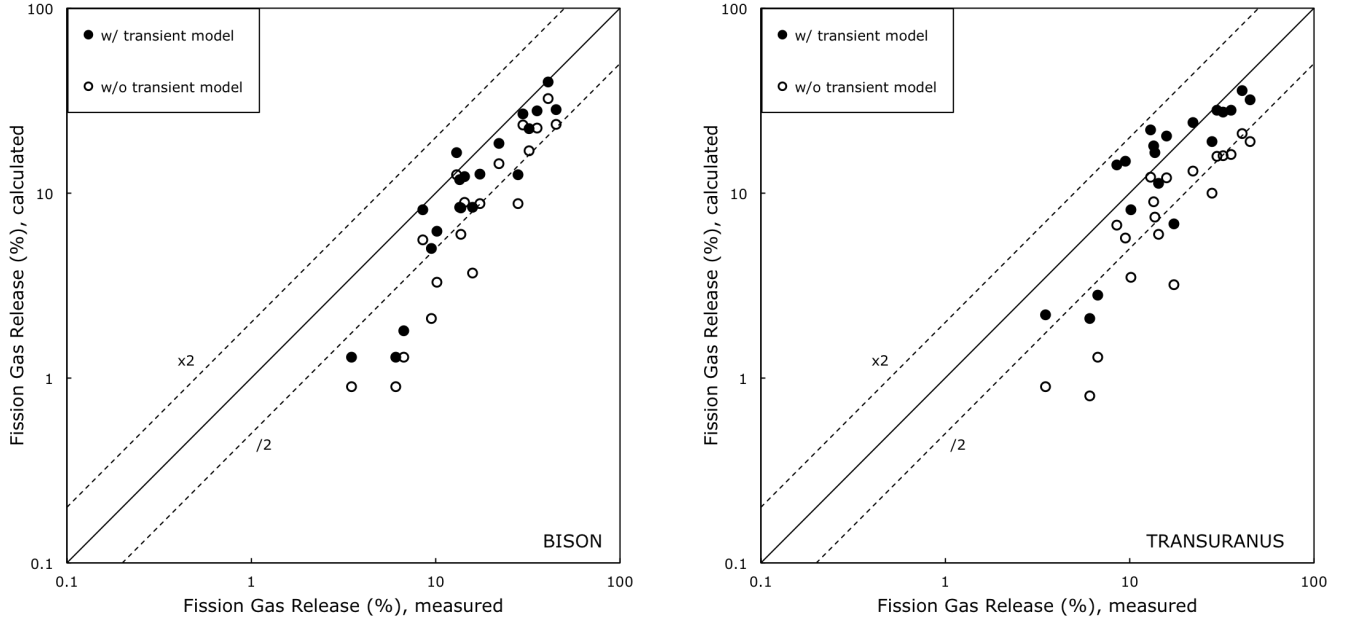 100
w/ transient model
w/o transient model
10
1
0.1
Fission Gas Release (%), calculated
x2
/2
BISON
0.1
1
10
100
Fission Gas Release (%), measured
100
w/ transient model
w/o transient model
10
1
0.1
Fission Gas Release (%), calculated
x2
/2
TRANSURANUS
0.1
1
10
100
Fission Gas Release (%), measured